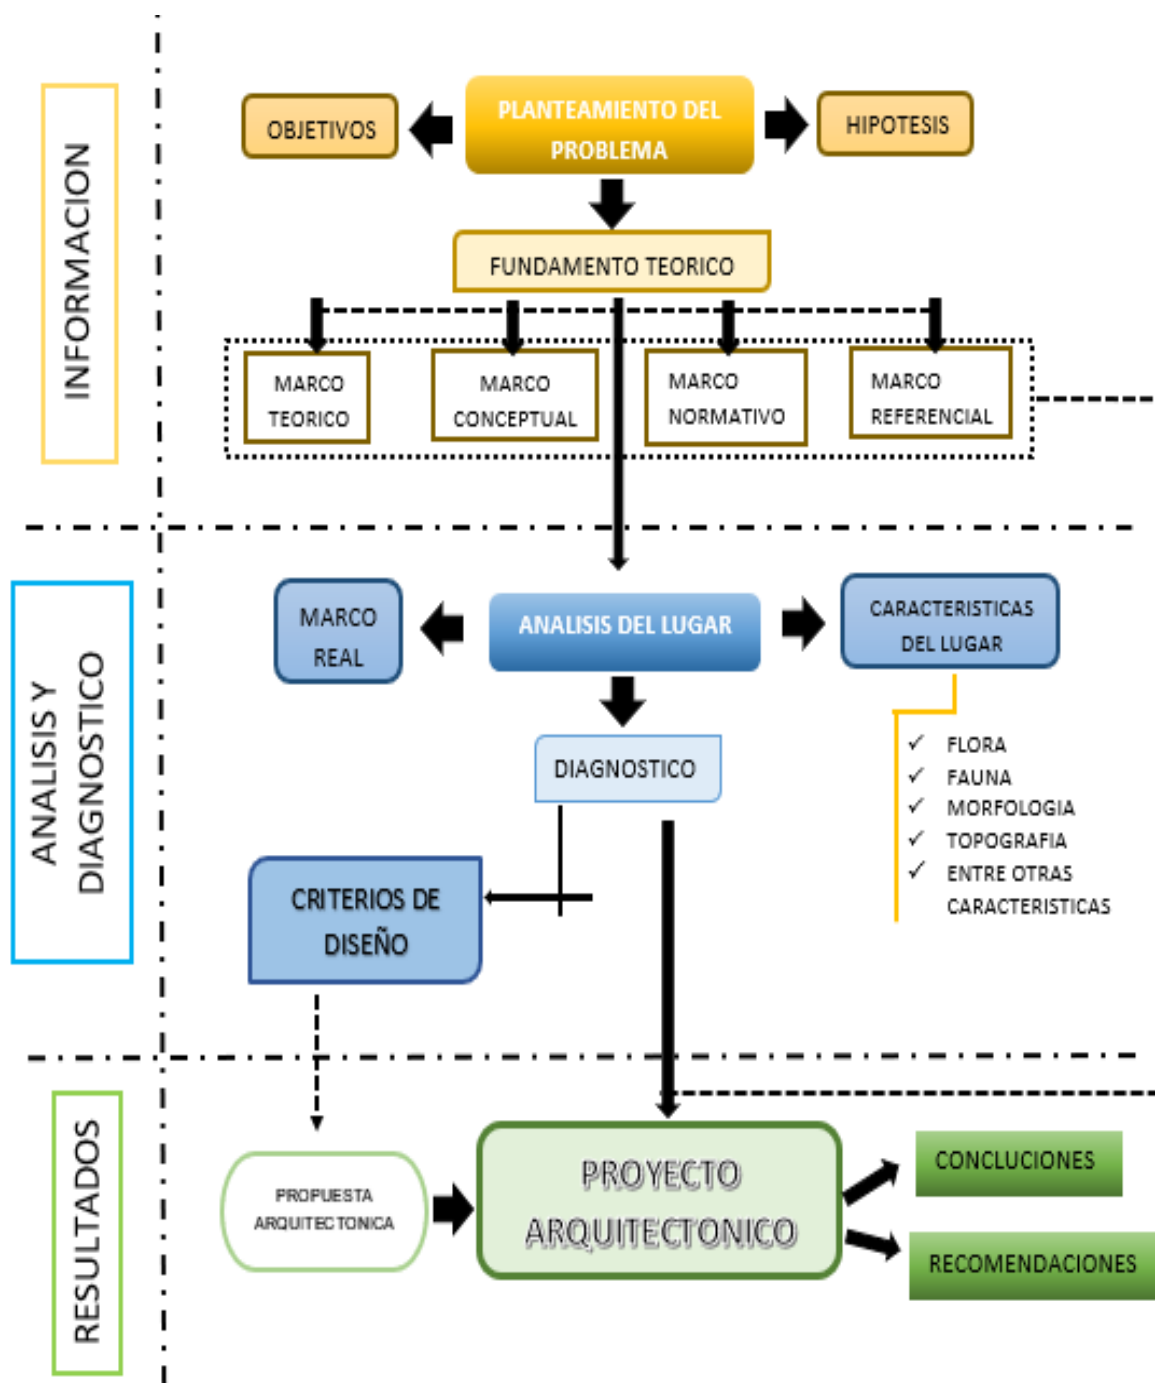 INFORMACION
OBJETIVOS
PLANTEAMIENTO DEL
PROBLEMA
HIPOTESIS
FUNDAMENTO TEORICO
MARCO
TEORICO
MARCO
CONCEPTUAL
MARCO
NORMATIVO
MARCO
REFERENCIAL
ANALISIS Y
DIAGNOSTICO
MARCO
REAL
ANALISIS DEL LUGAR
CARACTERISTICAS
DEL LUGAR
DIAGNOSTICO
✓ FLORA
✓ FAUNA
✓ MORFOLOGIA
✓ TOPOGRAFIA
✓ ENTRE OTRAS
CARACTERISTICAS
CRITERIOS DE
DISEÑO
RESULTADOS
PROPUESTA
ARQUITECTONICA
PROYECTO
ARQUITECTONICO
CONCLUCIONES
RECOMENDACIONES